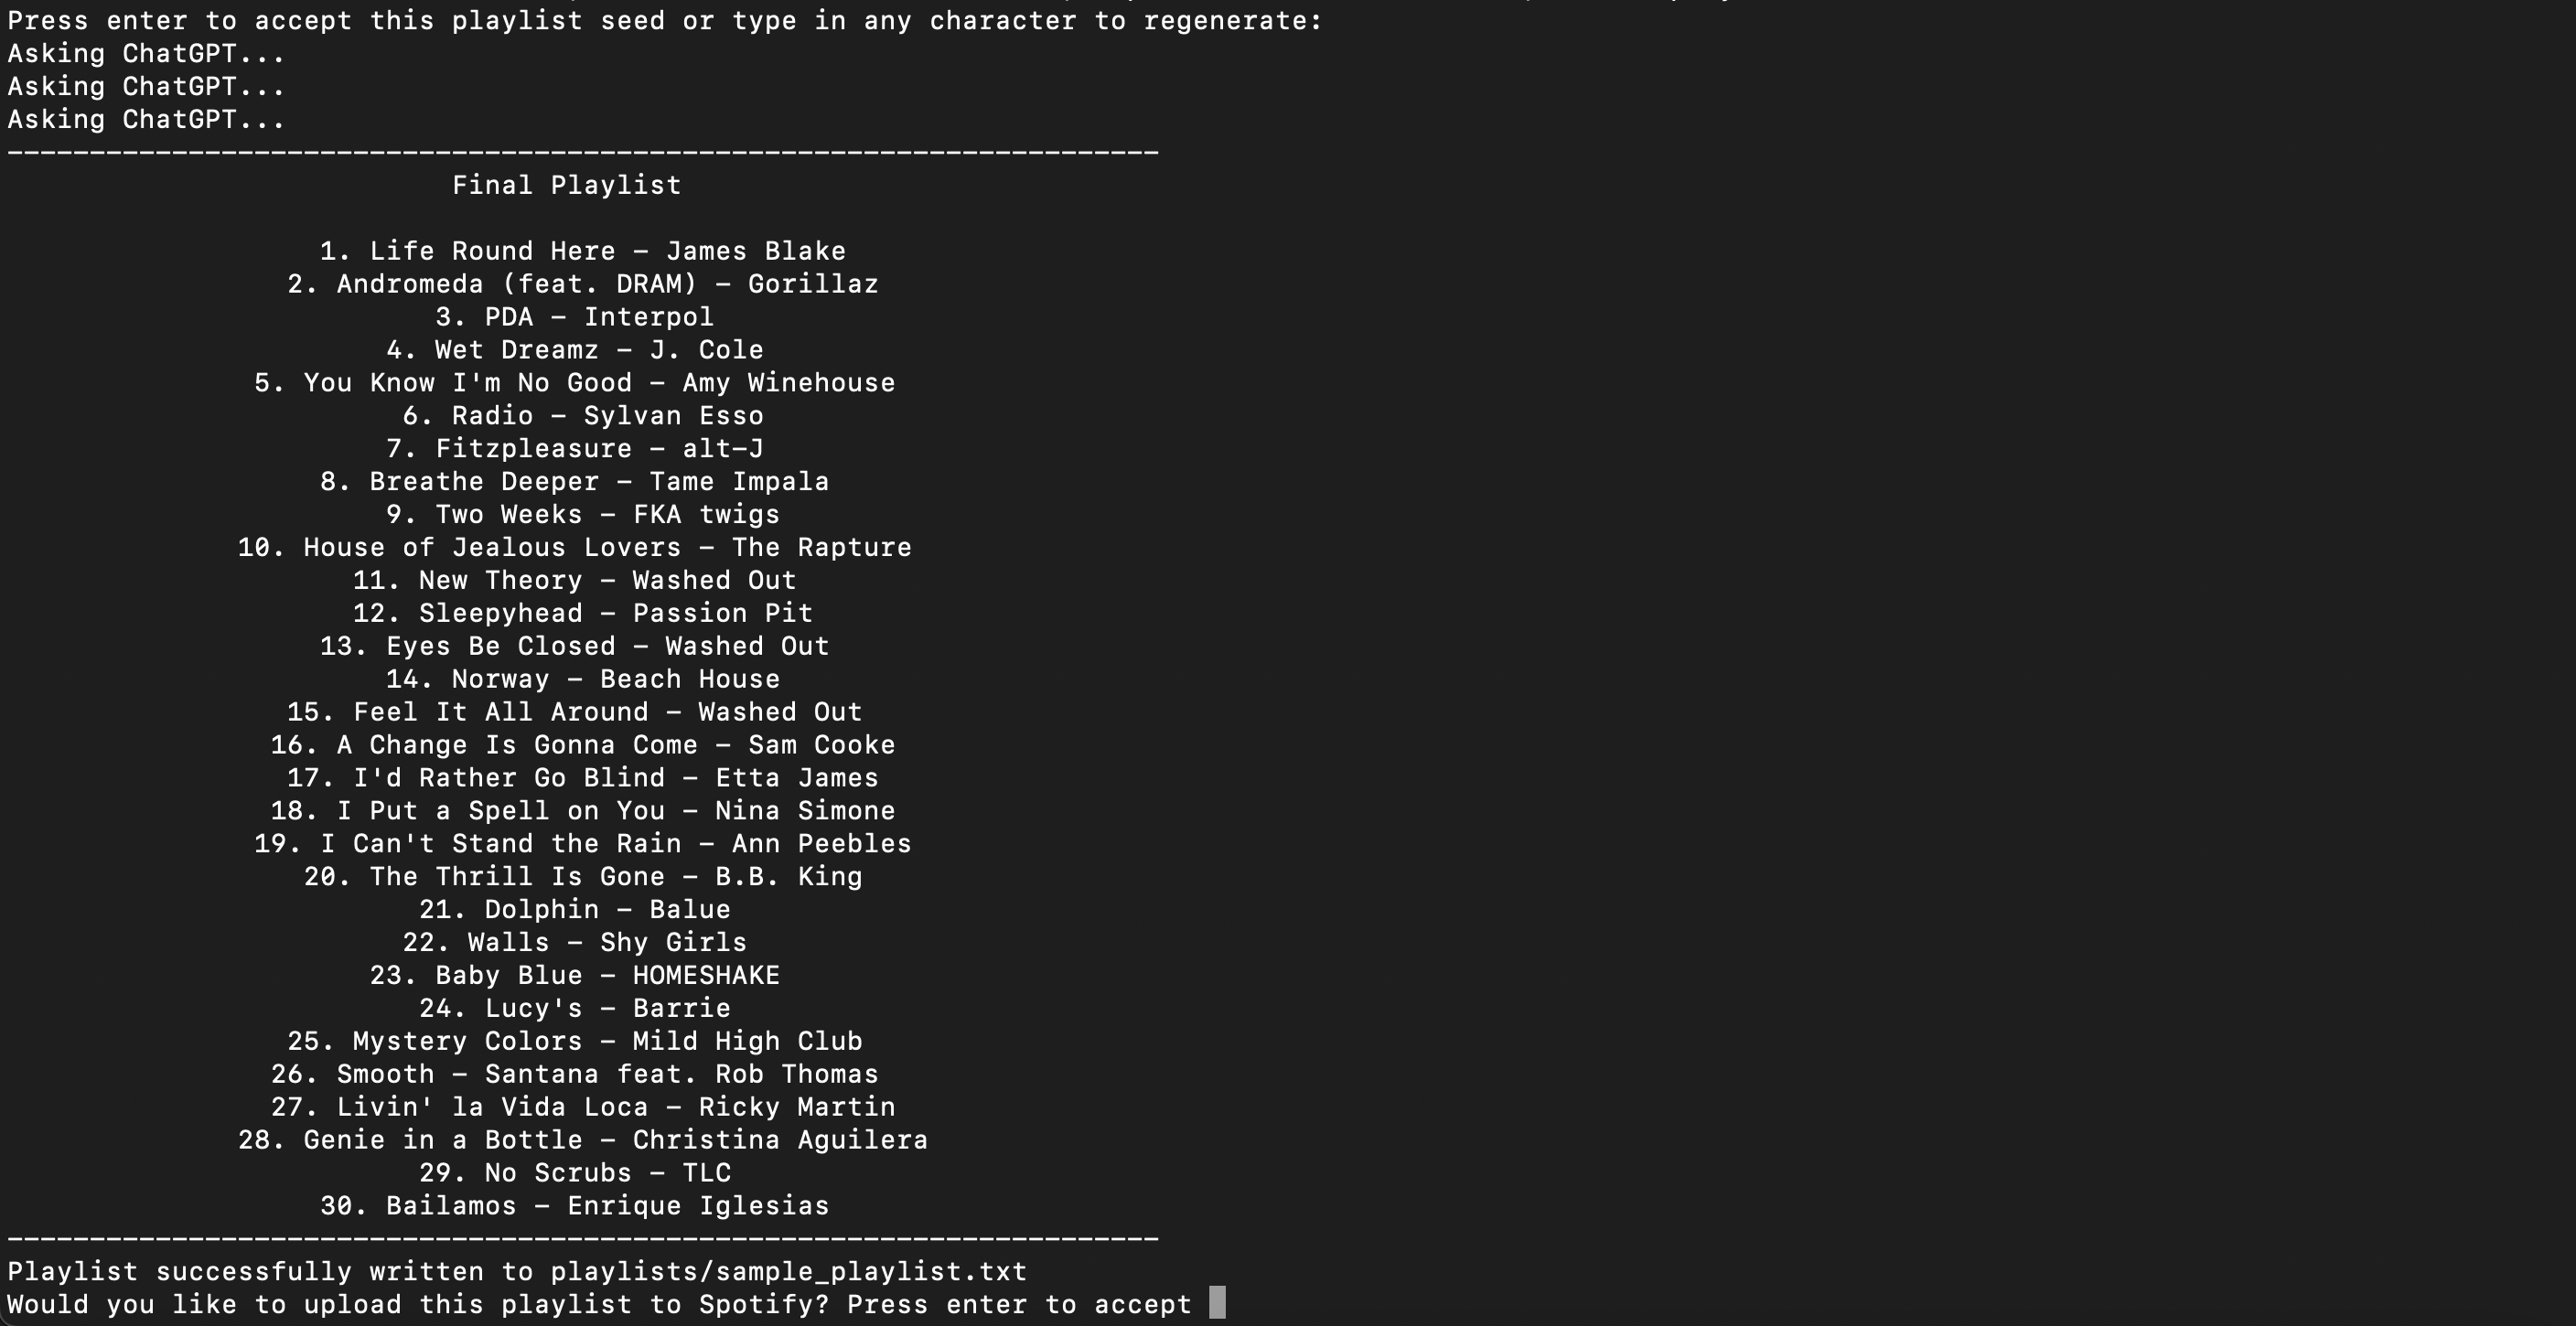 Press enter to accept this playlist seed or type in any character to regenerate:
Asking ChatGPT...
Asking ChatGPT...
Asking ChatGPT...
----------------------------------------------------------------------
Final Playlist
1. Life Round Here - James Blake
2. Andromeda (feat. DRAM) - Gorillaz
3. PDA - Interpol
4. Wet Dreamz - J. Cole
5. You Know I'm No Good - Amy Winehouse
6. Radio - Sylvan Esso
7. Fitzpleasure - alt-J
8. Breathe Deeper - Tame Impala
9. Two Weeks - FKA twigs
10. House of Jealous Lovers - The Rapture
11. New Theory - Washed Out
12. Sleepyhead - Passion Pit
13. Eyes Be Closed - Washed Out
14. Norway - Beach House
15. Feel It All Around - Washed Out
16. A Change Is Gonna Come - Sam Cooke
17. I'd Rather Go Blind - Etta James
18. I Put a Spell on You - Nina Simone
19. I Can't Stand the Rain - Ann Peebles
20. The Thrill Is Gone - B.B. King
21. Dolphin - Balue
22. Walls - Shy Girls
23. Baby Blue - HOMESHAKE
24. Lucy's - Barrie
25. Mystery Colors - Mild High Club
26. Smooth - Santana feat. Rob Thomas
27. Livin' la Vida Loca - Ricky Martin
28. Genie in a Bottle - Christina Aguilera
29. No Scrubs - TLC
30. Bailamos - Enrique Iglesias
----------------------------------------------------------------------
Playlist successfully written to playlists/sample_playlist.txt
Would you like to upload this playlist to Spotify? Press enter to accept